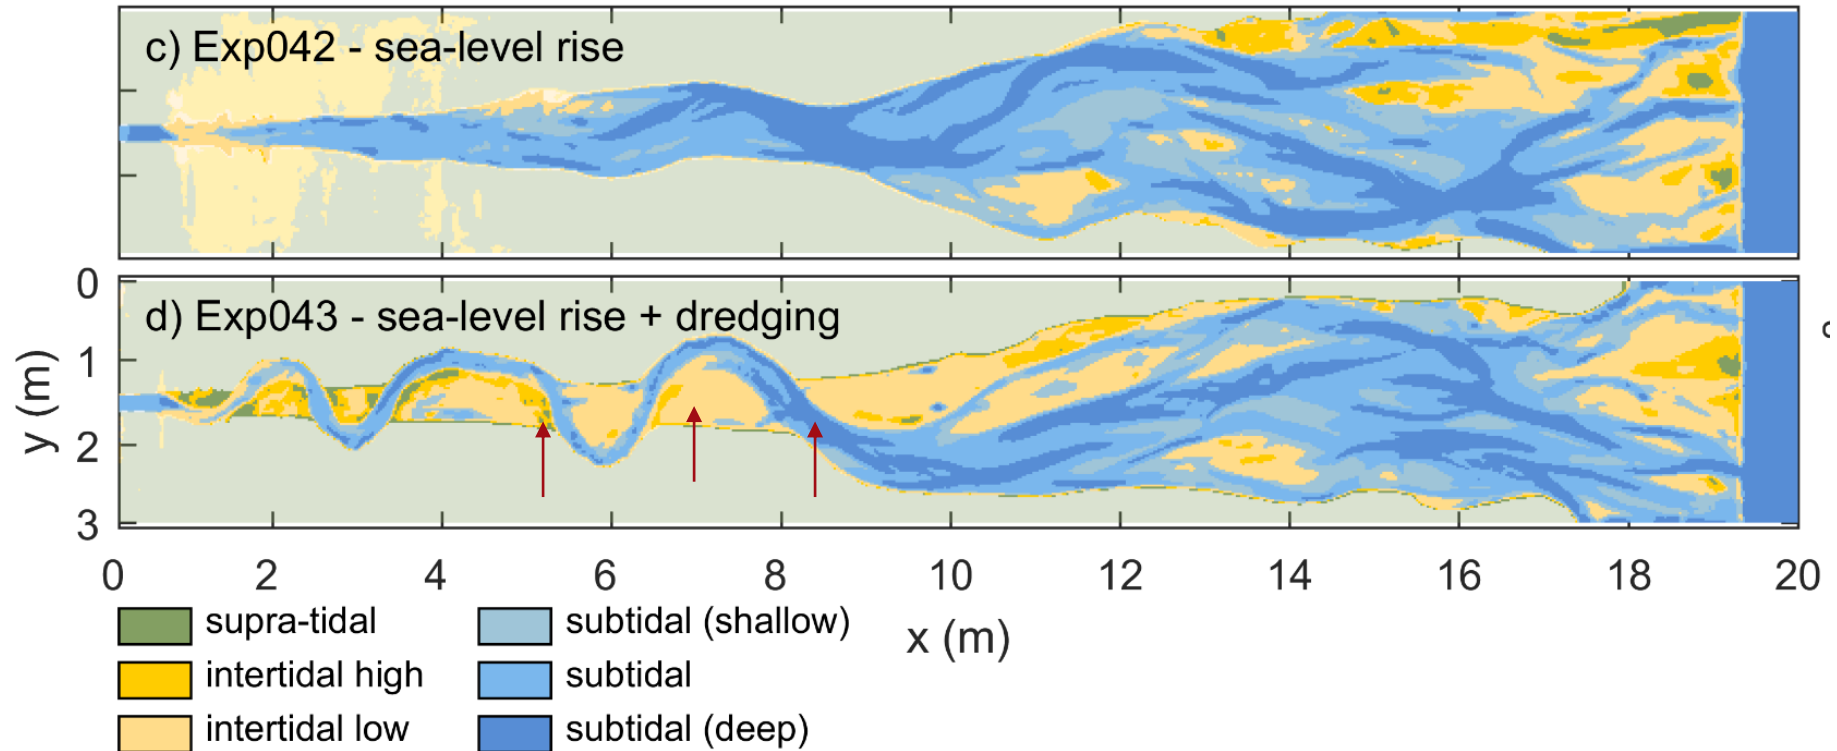 c) Exp042 - sea-level rise
d) Exp043 - sea-level rise + dredging
0
1
2
3
y (m)
0 2 4 6 8 10 12 14 16 18 20
x (m)
supra-tidal
intertidal high
intertidal low
subtidal (shallow)
subtidal
subtidal (deep)